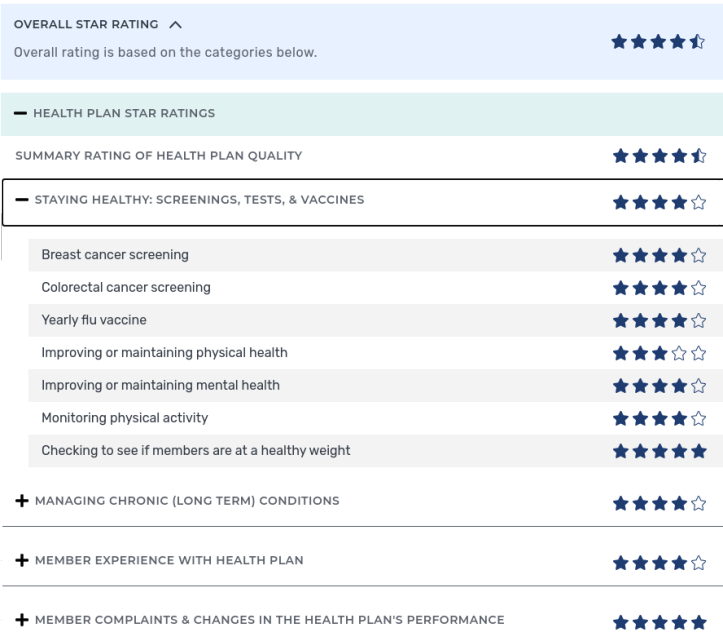 OVERALL STAR RATING
Overall rating is based on the categories below.
HEALTH PLAN STAR RATINGS
SUMMARY RATING OF HEALTH PLAN QUALITY
STAYING HEALTHY: SCREENINGS, TESTS, & VACCINES
Breast cancer screening
Colorectal cancer screening
Yearly flu vaccine
Improving or maintaining physical health
Improving or maintaining mental health
Monitoring physical activity
Checking to see if members are at a healthy weight
MANAGING CHRONIC (LONG TERM) CONDITIONS
MEMBER EXPERIENCE WITH HEALTH PLAN
MEMBER COMPLAINTS & CHANGES IN THE HEALTH PLAN'S PERFORMANCE